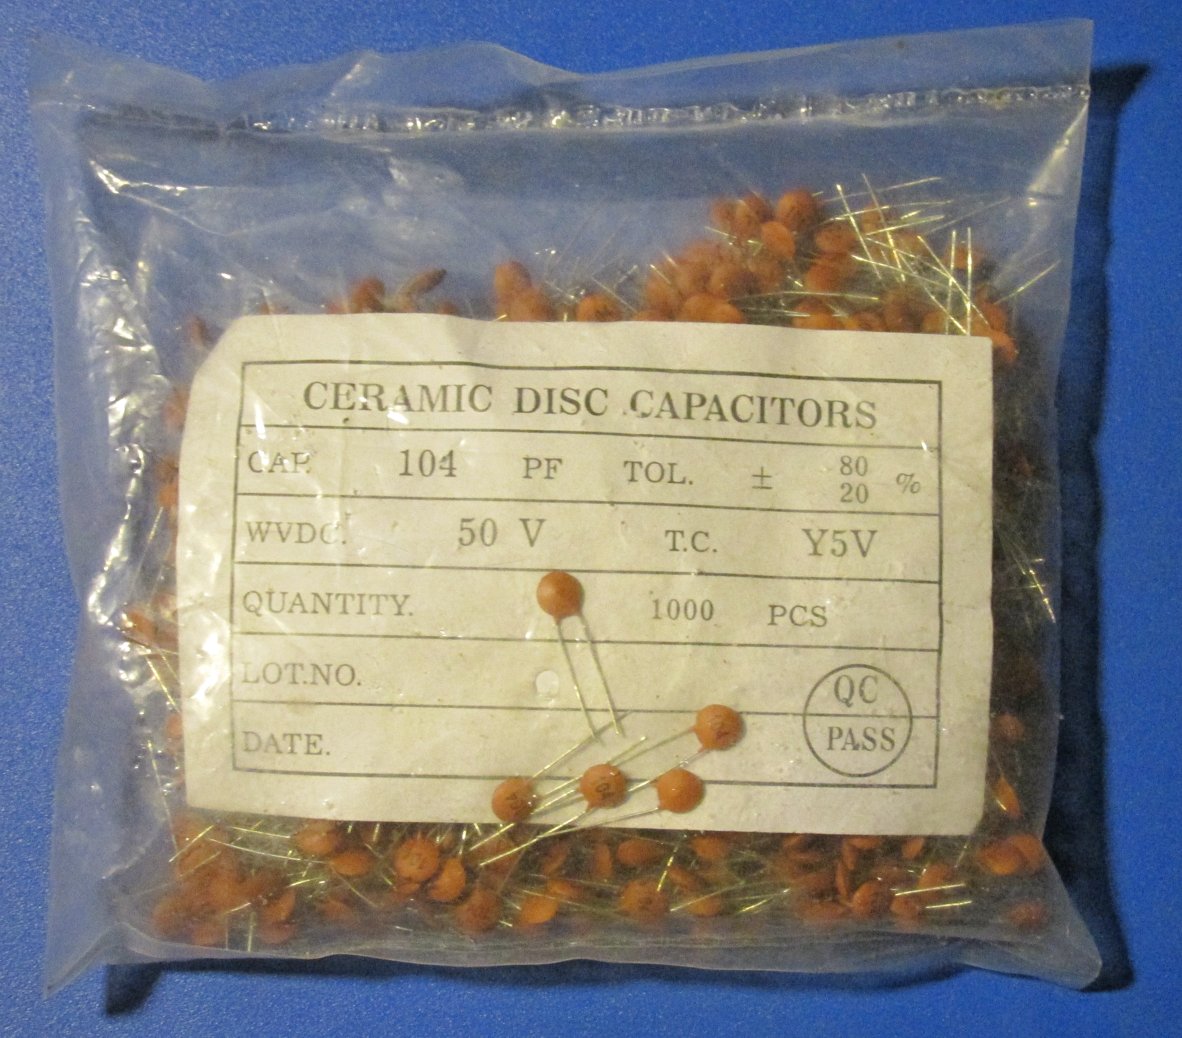 CERAMIC DISC CAPACITORS
CAP. 104 PF TOL. ± 80 20 %
WVDC. 50 V T.C. Y5V
QUANTITY. 1000 PCS
LOT.NO.
DATE.
QC
PASS